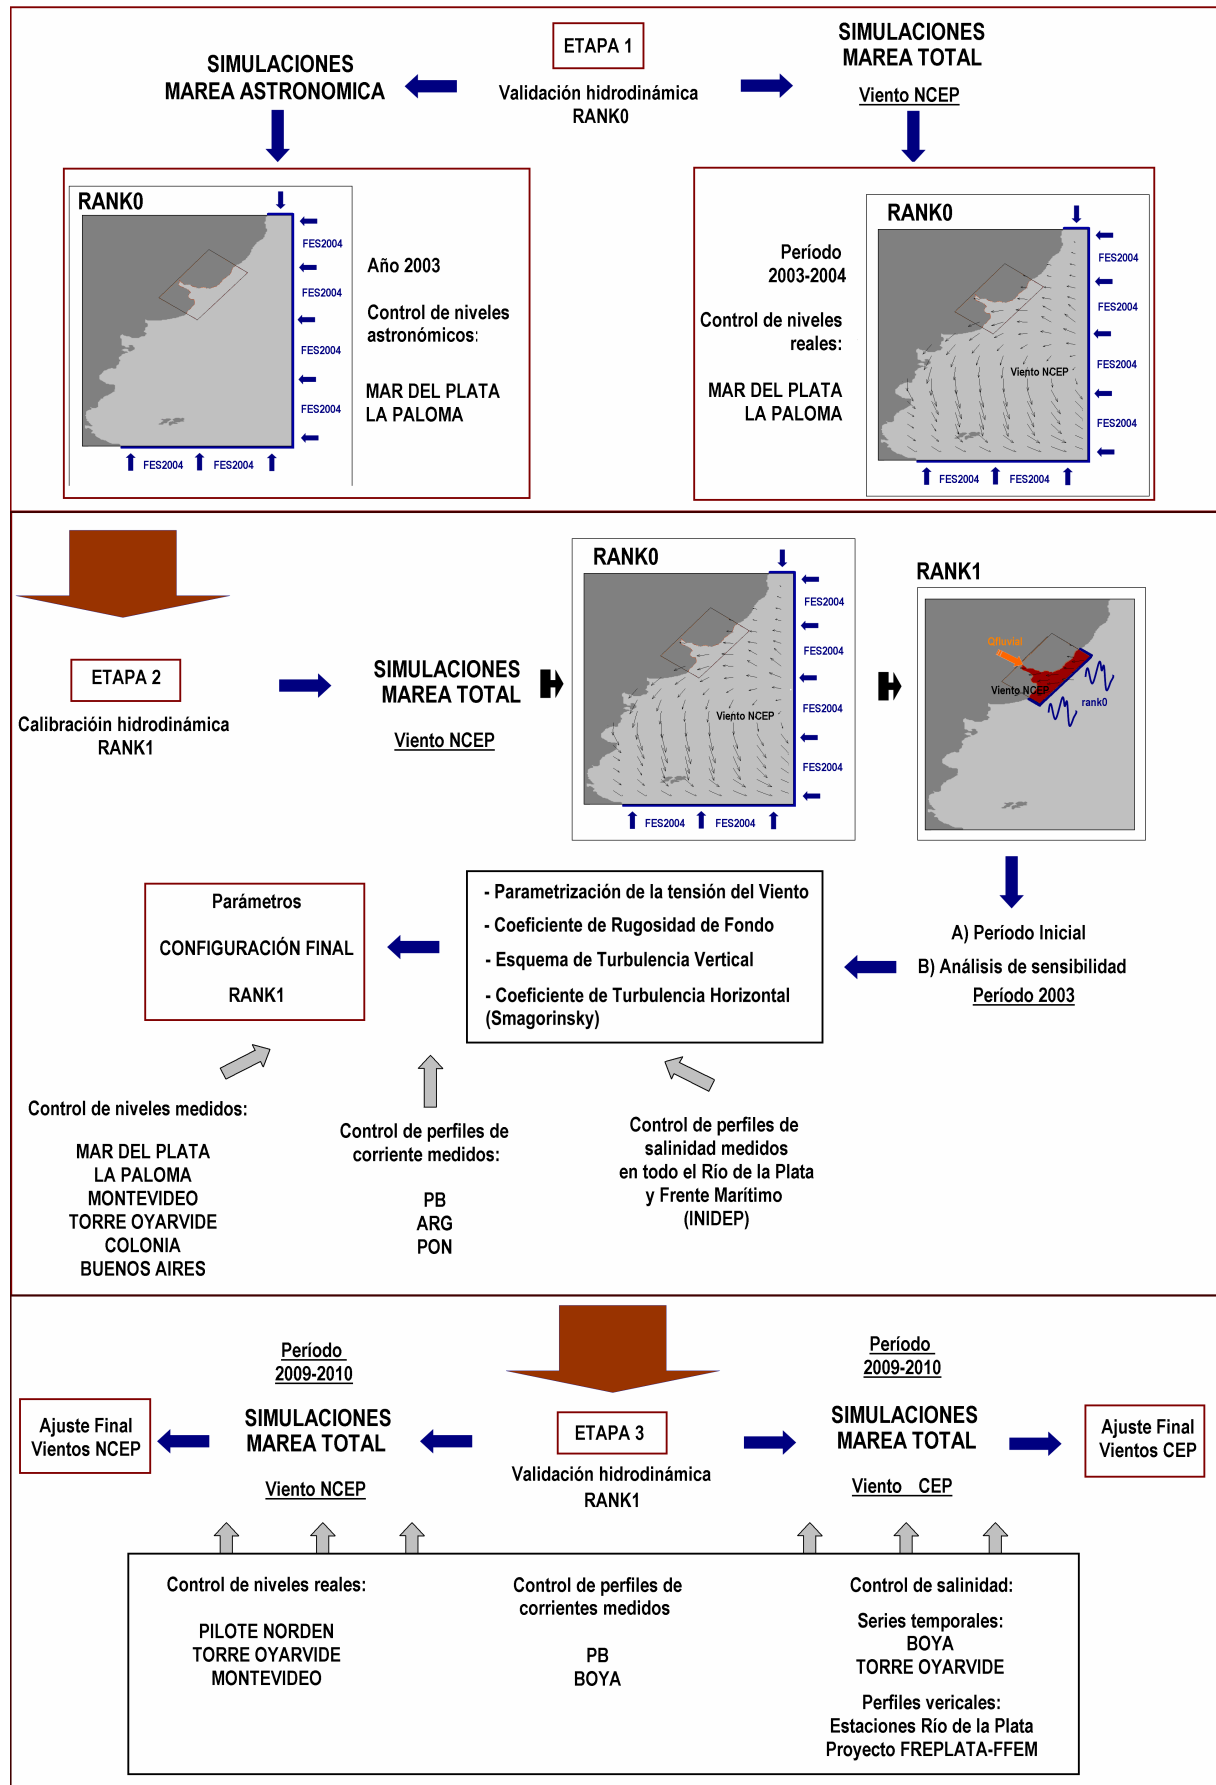 ETAPA 1
Validación hidrodinámica
RANK0
SIMULACIONES
MAREA ASTRONOMICA
SIMULACIONES
MAREA TOTAL
Viento NCEP
RANK0
FES2004
FES2004
FES2004
FES2004
FES2004
FES2004
Año 2003
Control de niveles
astronómicos:
MAR DEL PLATA
LA PALOMA
Período
2003-2004
Control de niveles
reales:
MAR DEL PLATA
LA PALOMA
RANK0
Viento NCEP
FES2004
FES2004
FES2004
FES2004
FES2004
FES2004
ETAPA 2
Calibracióin hidrodinámica
RANK1
SIMULACIONES
MAREA TOTAL
Viento NCEP
RANK0
Viento NCEP
FES2004
FES2004
FES2004
FES2004
FES2004
FES2004
RANK1
Qfluvial
Viento NCEP
rank0
A) Período Inicial
B) Análisis de sensibilidad
Período 2003
- Parametrización de la tensión del Viento
- Coeficiente de Rugosidad de Fondo
- Esquema de Turbulencia Vertical
- Coeficiente de Turbulencia Horizontal
(Smagorinsky)
Parámetros
CONFIGURACIÓN FINAL
RANK1
Control de niveles medidos:
MAR DEL PLATA
LA PALOMA
MONTEVIDEO
TORRE OYARVIDE
COLONIA
BUENOS AIRES
Control de perfiles de
corriente medidos:
PB
ARG
PON
Control de perfiles de
salinidad medidos
en todo el Río de la Plata
y Frente Marítimo
(INIDEP)
ETAPA 3
Validación hidrodinámica
RANK1
Período
2009-2010
SIMULACIONES
MAREA TOTAL
Viento NCEP
Ajuste Final
Vientos NCEP
Período
2009-2010
SIMULACIONES
MAREA TOTAL
Viento CEP
Ajuste Final
Vientos CEP
Control de niveles reales:
PILOTE NORDEN
TORRE OYARVIDE
MONTEVIDEO
Control de perfiles de
corrientes medidos
PB
BOYA
Control de salinidad:
Series temporales:
BOYA
TORRE OYARVIDE
Perfiles vericales:
Estaciones Río de la Plata
Proyecto FREPLATA-FFEM